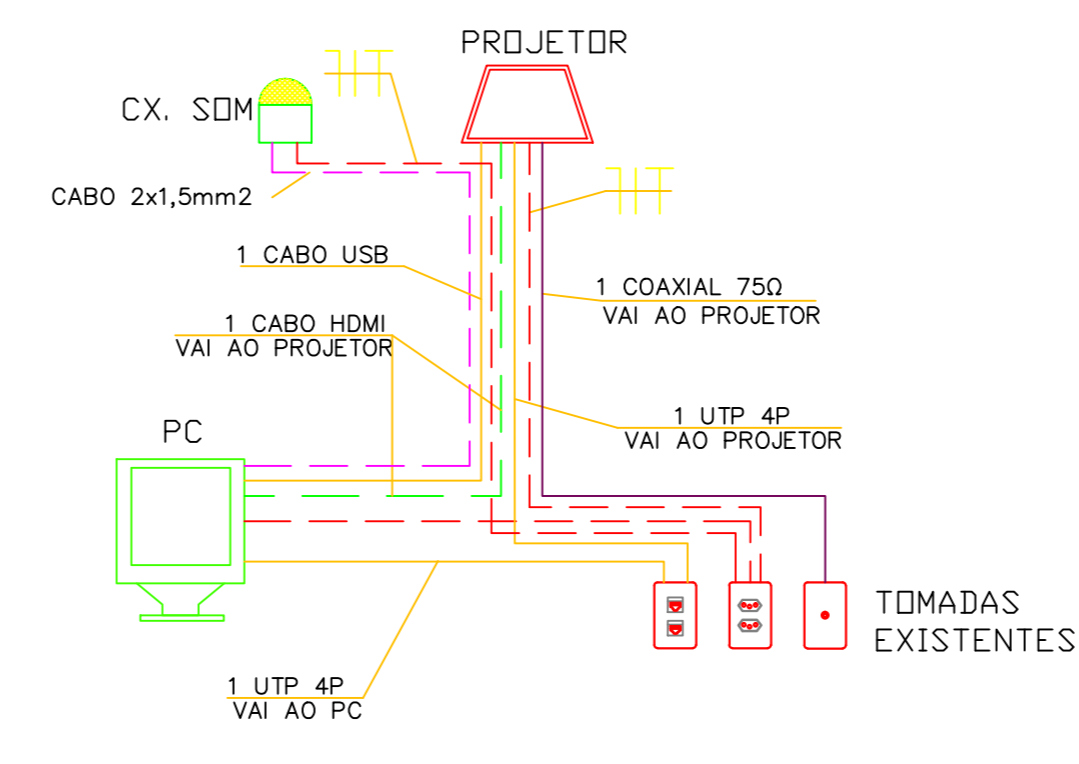 PROJETOR
CX. SOM
CABO 2x1,5mm2
1 CABO USB
1 COAXIAL 75Ω
VAI AO PROJETOR
1 CABO HDMI
VAI AO PROJETOR
1 UTP 4P
VAI AO PROJETOR
PC
TOMADAS
EXISTENTES
1 UTP 4P
VAI AO PC